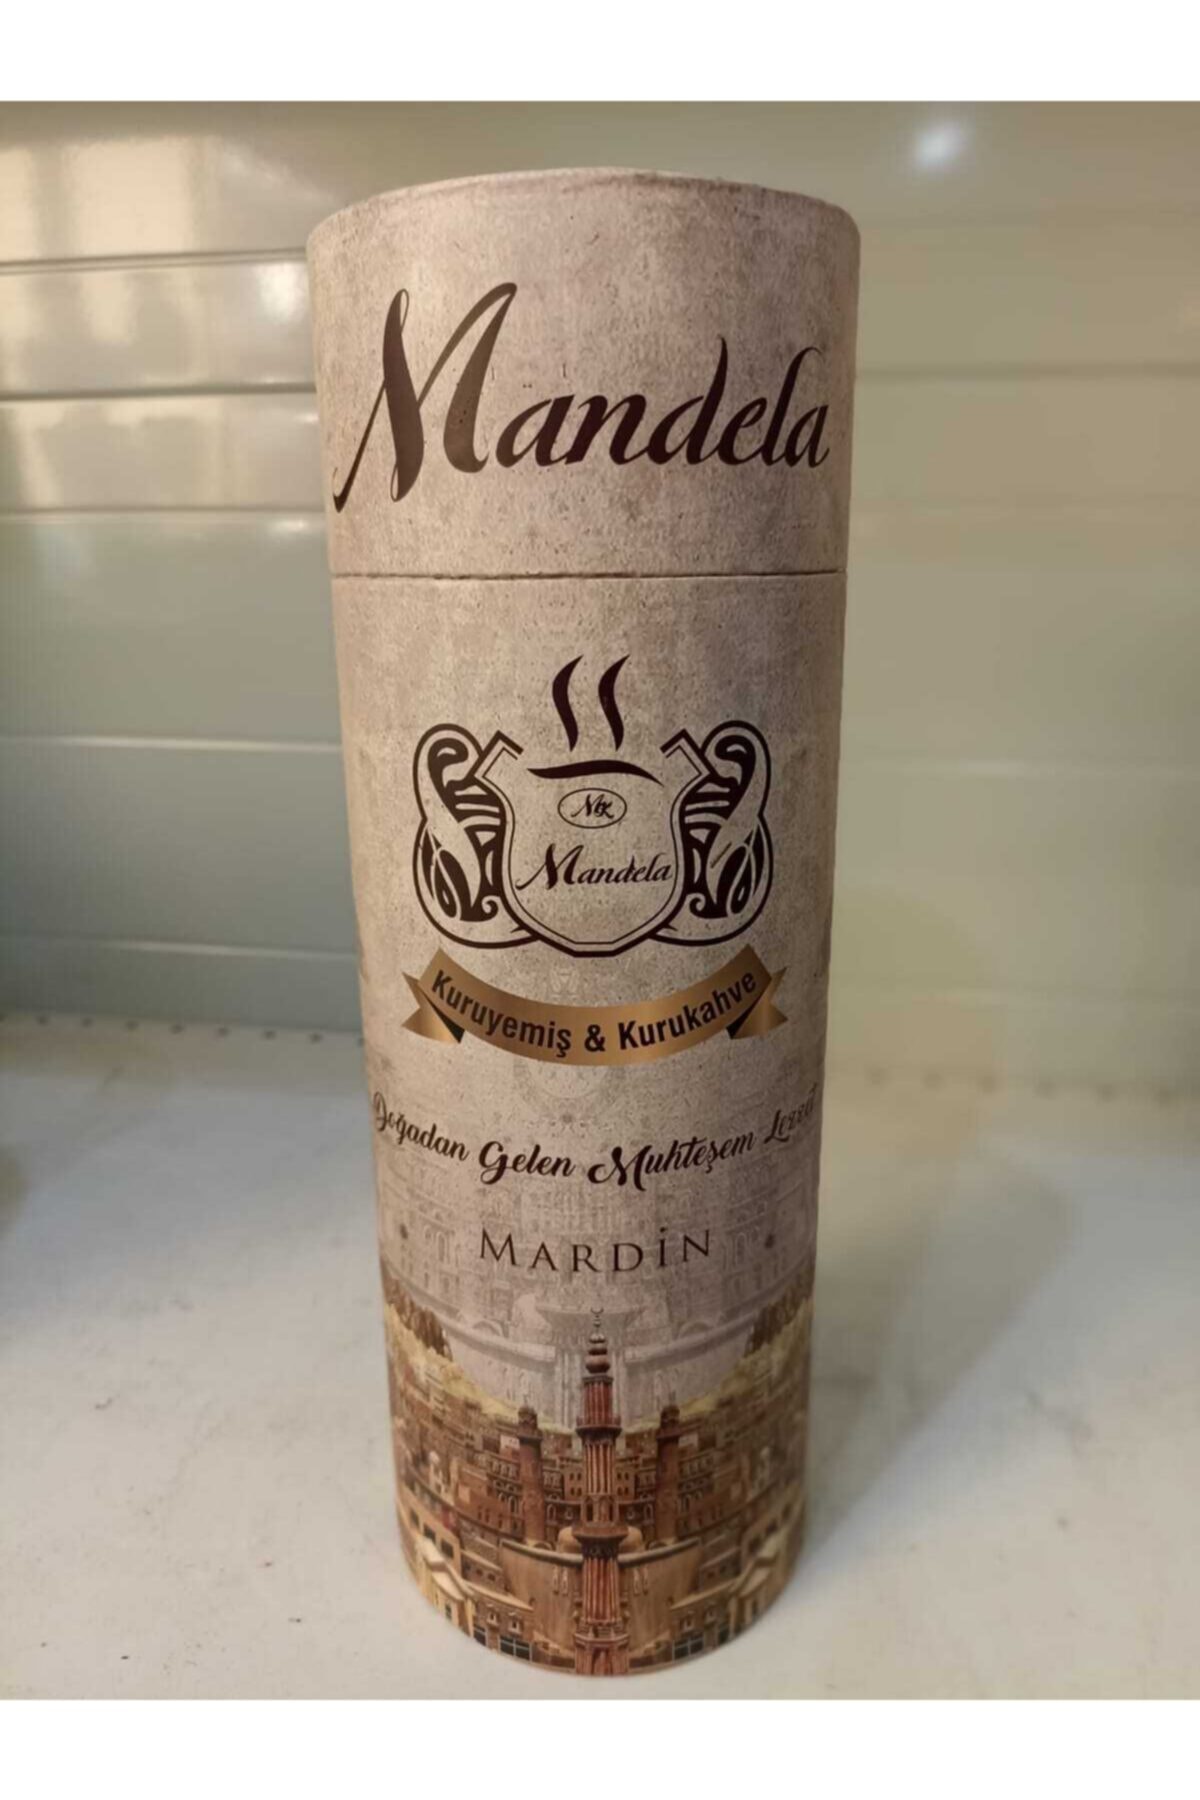 Mandela
Mandela
Kuruyemiş & Kurukahve
Doğadan Gelen Muhteşem Lezzet
MARDİN